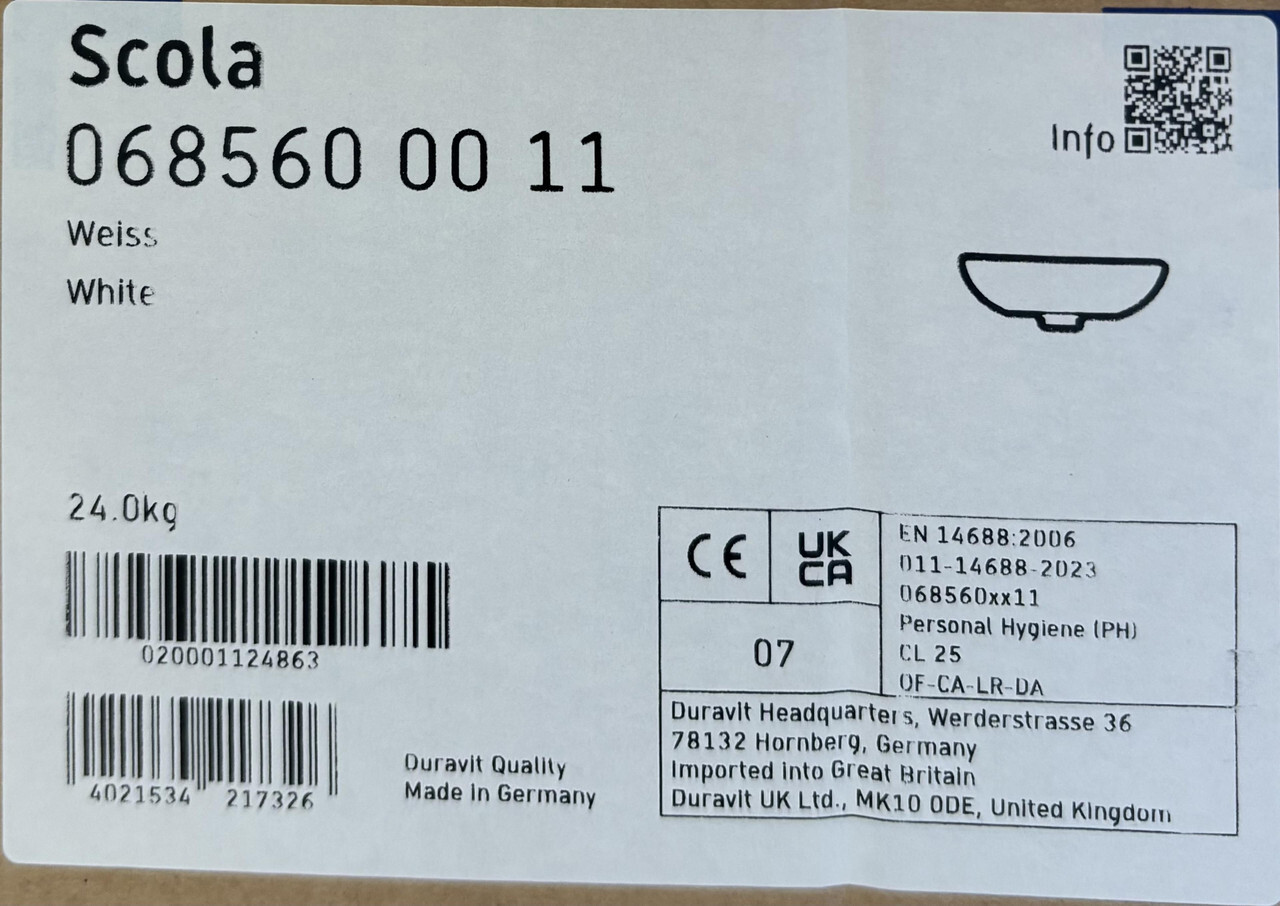 Scola
068560 00 11
Weiss
White
Info
24.0kg
020001124863
4021534 217326
Duravit Quality
Made in Germany
CE
UK
CA
07
EN 14688:2006
011-14688-2023
068560xx11
Personal Hygiene (PH)
CL 25
OF-CA-LR-DA
Duravit Headquarters, Werderstrasse 36
78132 Hornberg, Germany
Imported into Great Britain
Duravit UK Ltd., MK10 0DE, United Kingdom